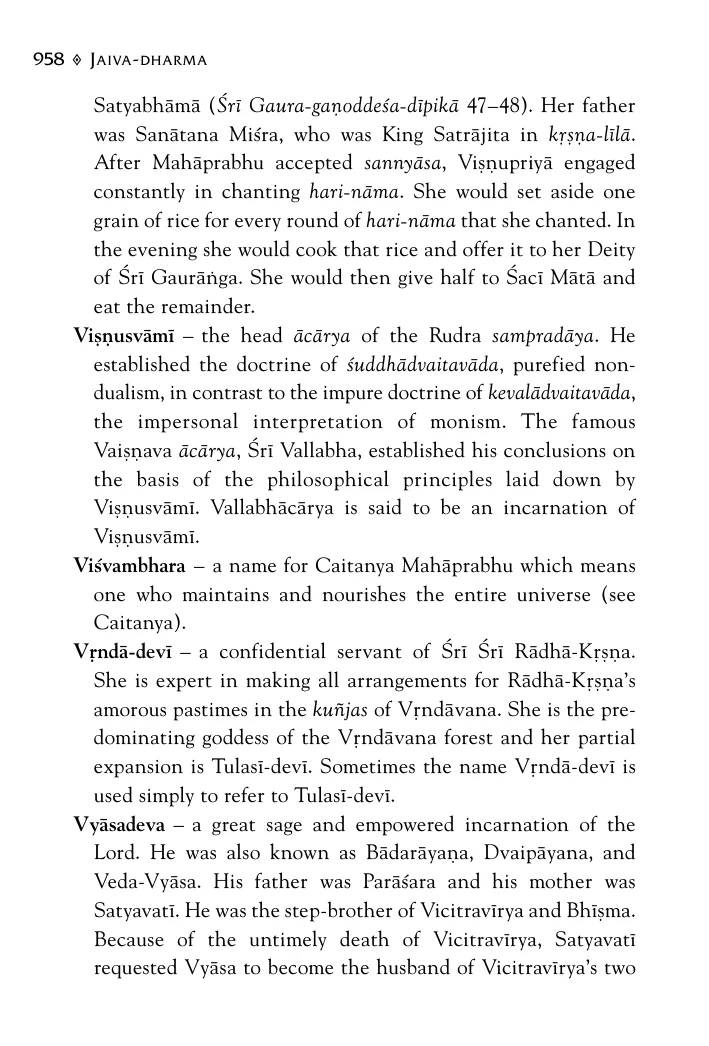 958 ◈ Jaiva-dharma
Satyabhāmā (Śrī Gaura-gaṇoddeśa-dīpikā 47–48). Her father
was Sanātana Miśra, who was King Satrājita in kṛṣṇa-līlā.
After Mahāprabhu accepted sannyāsa, Viṣṇupriyā engaged
constantly in chanting hari-nāma. She would set aside one
grain of rice for every round of hari-nāma that she chanted. In
the evening she would cook that rice and offer it to her Deity
of Śrī Gaurāṅga. She would then give half to Śacī Mātā and
eat the remainder.
Viṣṇusvāmī – the head ācārya of the Rudra sampradāya. He
established the doctrine of śuddhādvaitavāda, purefied non-
dualism, in contrast to the impure doctrine of kevalādvaitavāda,
the impersonal interpretation of monism. The famous
Vaiṣṇava ācārya, Śrī Vallabha, established his conclusions on
the basis of the philosophical principles laid down by
Viṣṇusvāmī. Vallabhācārya is said to be an incarnation of
Viṣṇusvāmī.
Viśvambhara – a name for Caitanya Mahāprabhu which means
one who maintains and nourishes the entire universe (see
Caitanya).
Vṛndā-devī – a confidential servant of Śrī Śrī Rādhā-Kṛṣṇa.
She is expert in making all arrangements for Rādhā-Kṛṣṇa’s
amorous pastimes in the kuñjas of Vṛndāvana. She is the pre-
dominating goddess of the Vṛndāvana forest and her partial
expansion is Tulasī-devī. Sometimes the name Vṛndā-devī is
used simply to refer to Tulasī-devī.
Vyāsadeva – a great sage and empowered incarnation of the
Lord. He was also known as Bādarāyaṇa, Dvaipāyana, and
Veda-Vyāsa. His father was Parāśara and his mother was
Satyavatī. He was the step-brother of Vicitravīrya and Bhīṣma.
Because of the untimely death of Vicitravīrya, Satyavatī
requested Vyāsa to become the husband of Vicitravīrya’s two